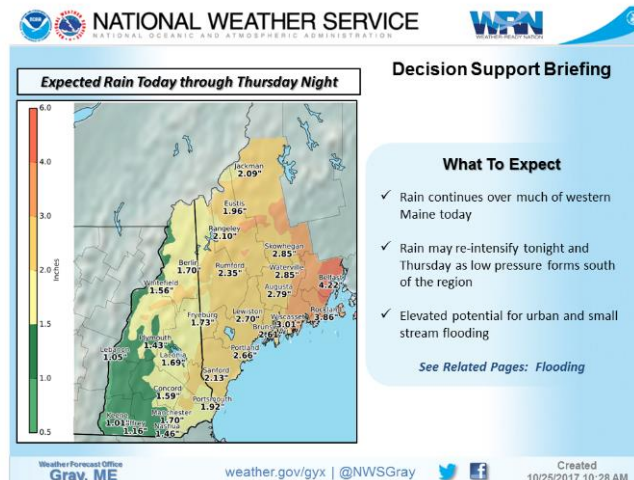 NATIONAL WEATHER SERVICE
NATIONAL OCEANIC AND ATMOSPHERIC ADMINISTRATION
WRN
WEATHER-READY NATION
Expected Rain Today through Thursday Night
Decision Support Briefing
6.0
4.0
3.0
2.0
1.5
1.0
0.5
Inches
Jackman
2.09"
Eustis
1.96"
Rangeley
2.10"
Skowhegan
2.85"
Berlin
1.70"
Rumford
2.35"
Waterville
2.85"
Belfast
4.22"
Whitefield
1.56"
Augusta
2.79"
Rockland
3.86"
Fryeburg
1.73"
Lewiston
2.70"
Wiscasset
3.01"
Brunswick
2.61"
Plymouth
1.43"
Lebanon
1.05"
Laconia
1.69"
Portland
2.66"
Sanford
2.13"
Concord
1.59"
Portsmouth
1.92"
Keene
1.01"
Manchester
1.70"
1.16"
Nashua
1.46"
What To Expect
✓ Rain continues over much of western
Maine today
✓ Rain may re-intensify tonight and
Thursday as low pressure forms south
of the region
✓ Elevated potential for urban and small
stream flooding
See Related Pages: Flooding
Weather Forecast Office
Gray, ME
weather.gov/gyx | @NWSGray
Created
10/25/2017 10:28 AM